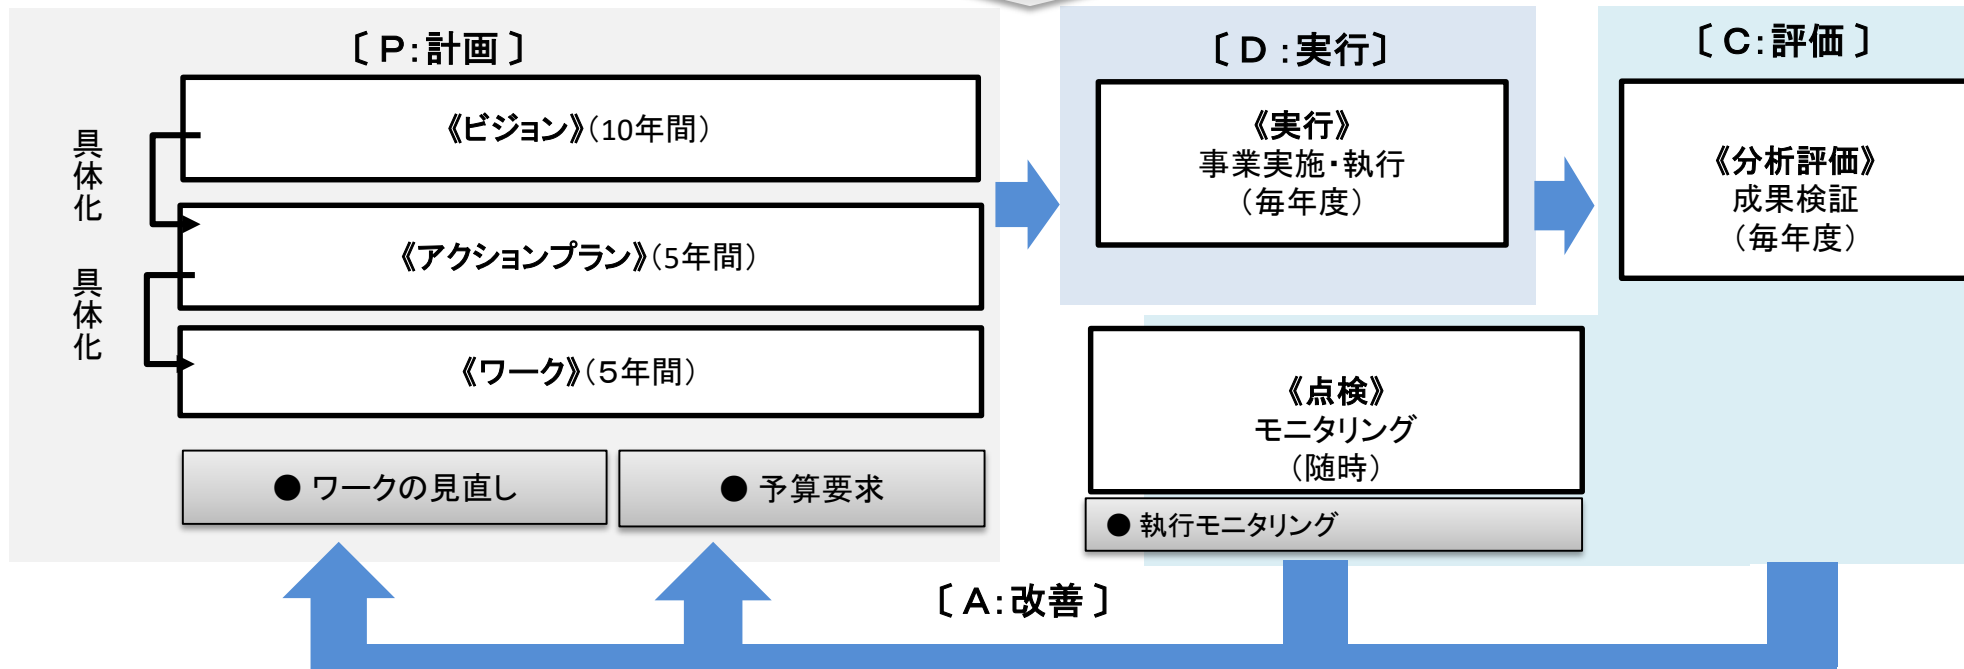 〔 P:計画 〕
具体化
《ビジョン》(10年間)
《アクションプラン》(5年間)
具体化
《ワーク》(5年間)
● ワークの見直し
● 予算要求
〔 D :実行〕
《実行》
事業実施・執行
(毎年度)
〔 C:評価 〕
《分析評価》
成果検証
(毎年度)
《点検》
モニタリング
(随時)
● 執行モニタリング
〔 A:改善 〕